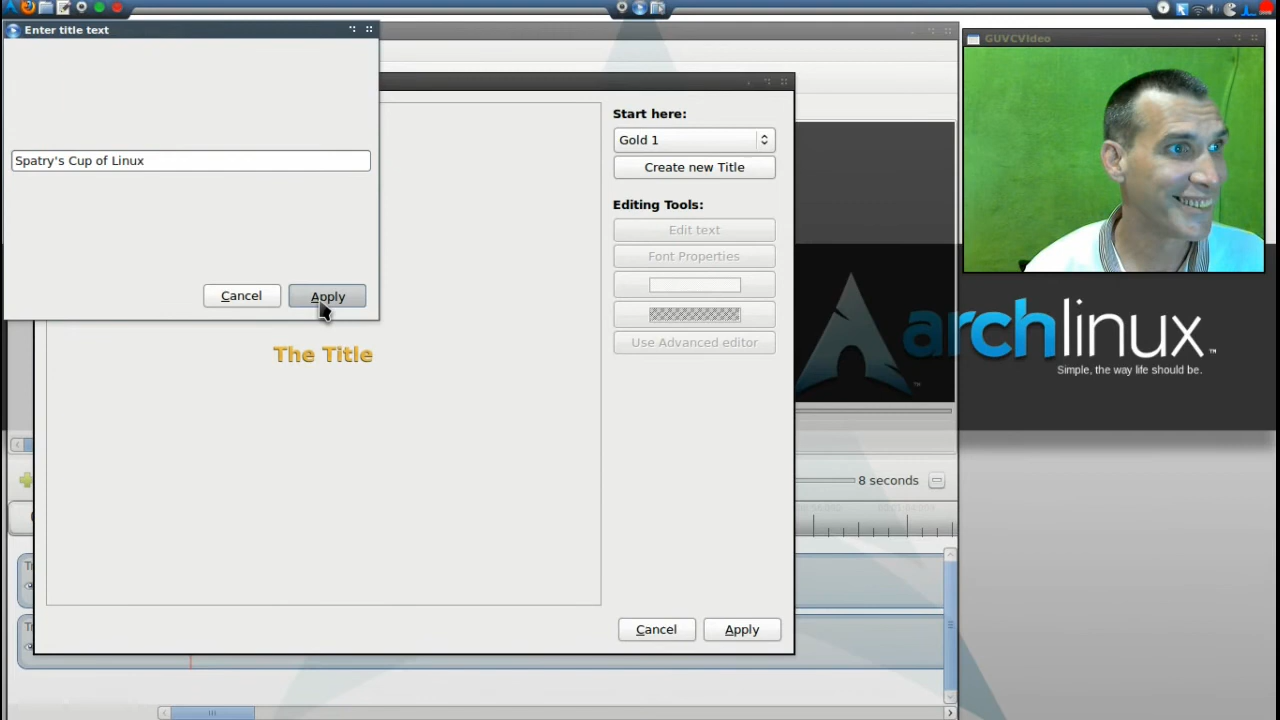 Enter title text
GUVCVideo
Spatry's Cup of Linux
Cancel
Apply
Start here:
Gold 1
Create new Title
Editing Tools:
Edit text
Font Properties
Use Advanced editor
The Title
archlinux™
Simple, the way life should be.
™
8 seconds
Cancel
Apply